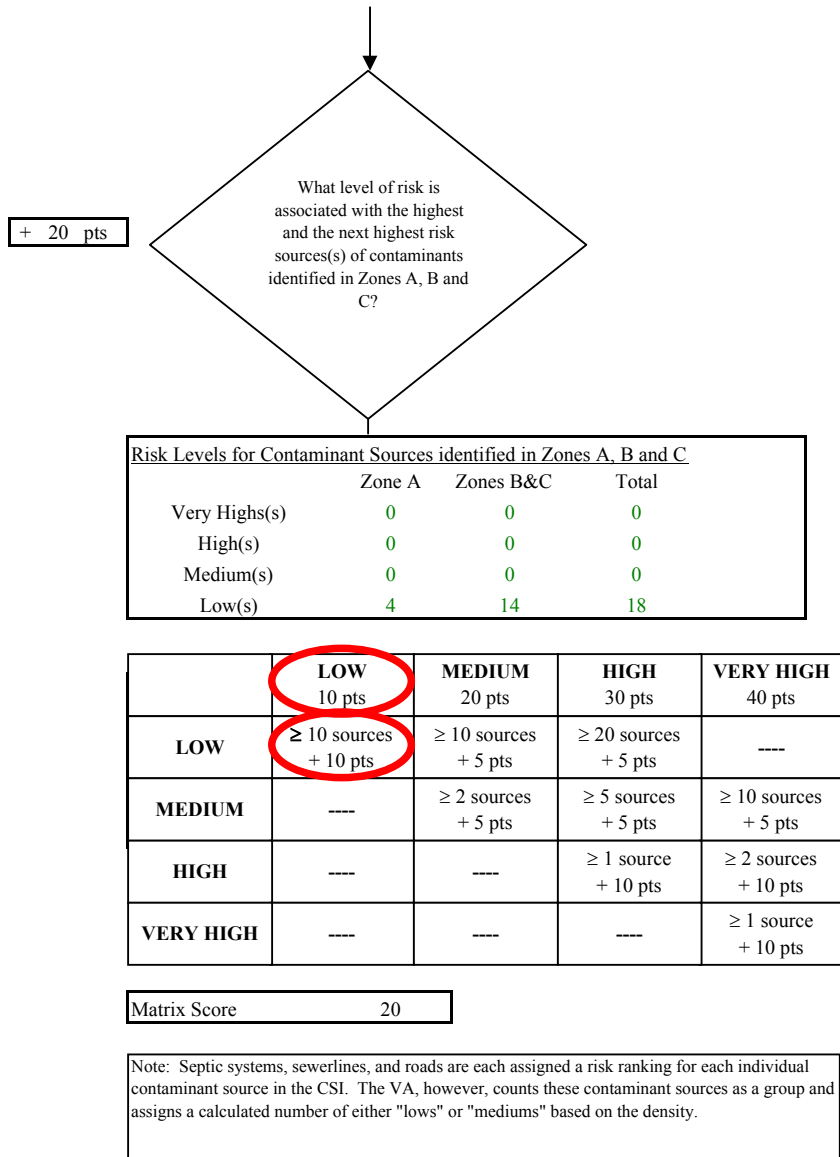 What level of risk is
associated with the highest
and the next highest risk
sources(s) of contaminants
identified in Zones A, B and
C?
+ 20 pts
Risk Levels for Contaminant Sources identified in Zones A, B and C
Zone A Zones B&C Total
Very Highs(s) 0 0 0
High(s) 0 0 0
Medium(s) 0 0 0
Low(s) 4 14 18
LOW MEDIUM HIGH VERY HIGH
10 pts 20 pts 30 pts 40 pts
LOW ≥ 10 sources + 10 pts ≥ 10 sources + 5 pts ≥ 20 sources + 5 pts ----
MEDIUM ---- ≥ 2 sources + 5 pts ≥ 5 sources + 5 pts ≥ 10 sources + 5 pts
HIGH ---- ---- ≥ 1 source + 10 pts ≥ 2 sources + 10 pts
VERY HIGH ---- ---- ---- ≥ 1 source + 10 pts
Matrix Score 20
Note: Septic systems, sewerlines, and roads are each assigned a risk ranking for each individual
contaminant source in the CSI. The VA, however, counts these contaminant sources as a group and
assigns a calculated number of either "lows" or "mediums" based on the density.